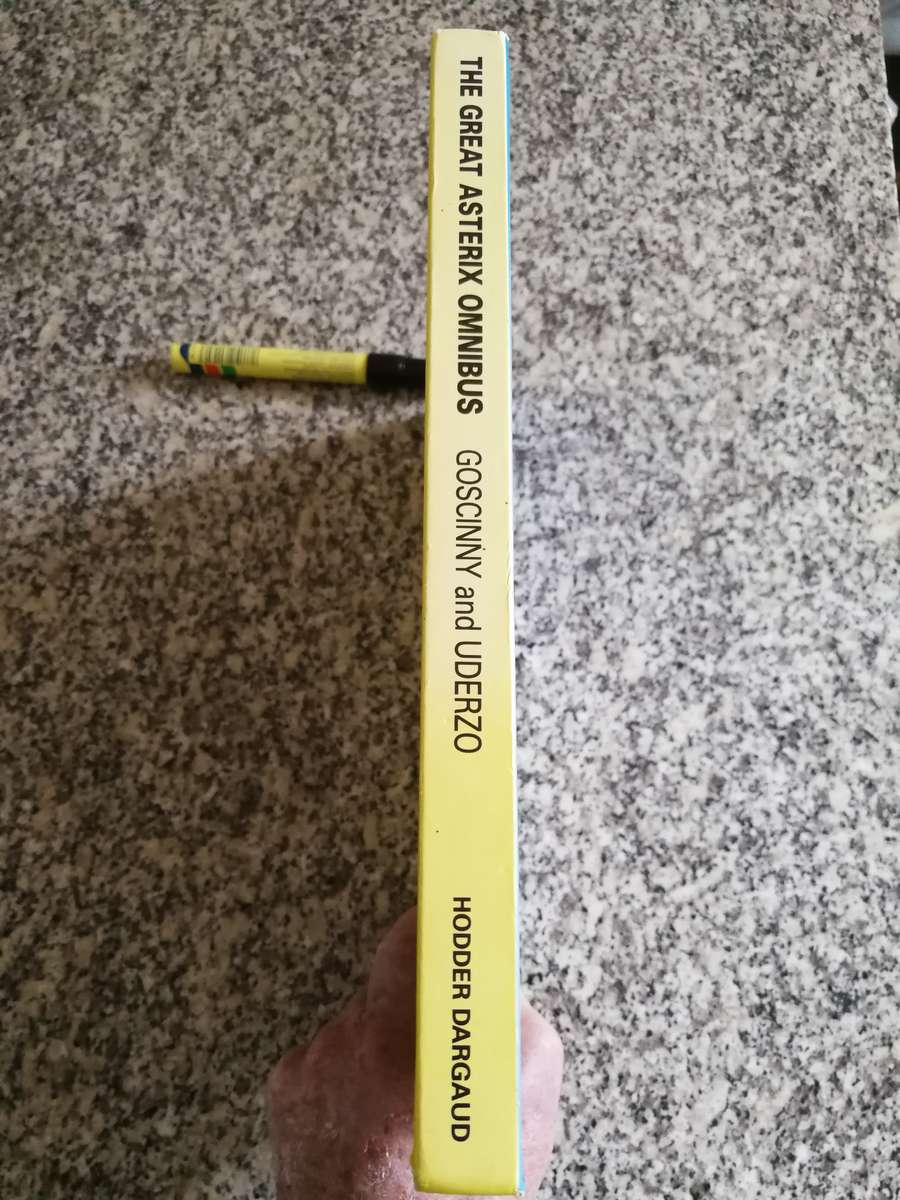 THE GREAT ASTERIX OMNIBUS GOSCINNY and UDERZO HODDER DARGAUD